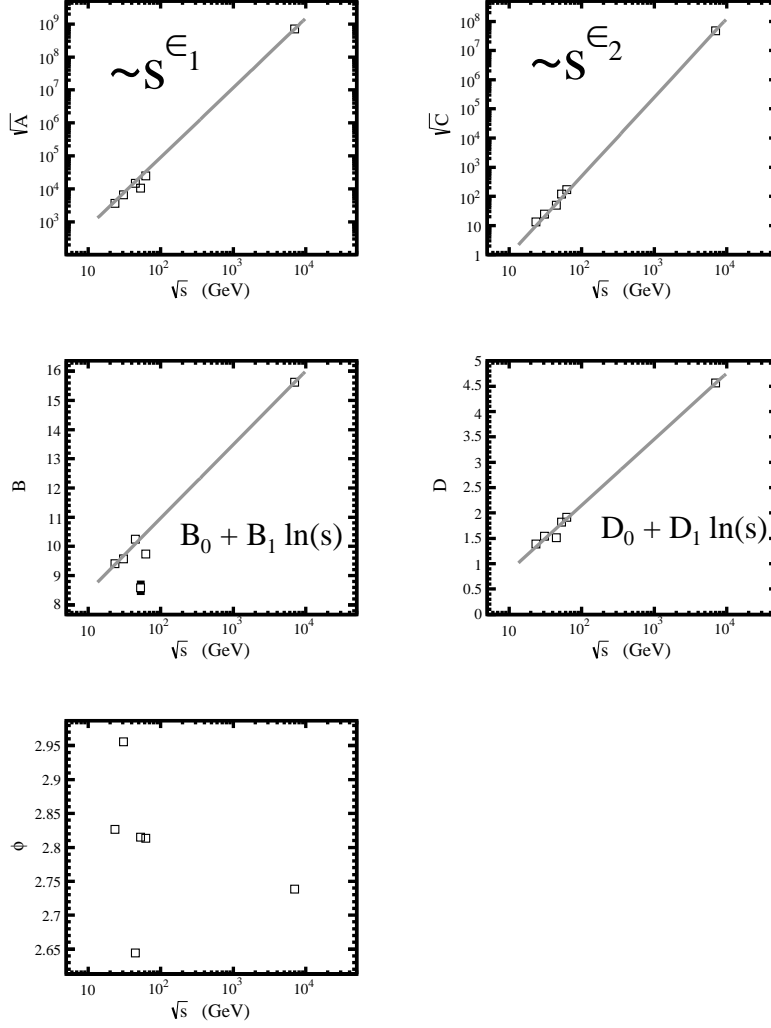 10⁹
10⁸
10⁷
10⁶
10⁵
10⁴
10³
√A
~s^∈₁
10 10² 10³ 10⁴
√s (GeV)
10⁸
10⁷
10⁶
10⁵
10⁴
10³
10²
10
1
√C
~s^∈₂
10 10² 10³ 10⁴
√s (GeV)
16
15
14
13
12
11
10
9
8
B
B₀ + B₁ ln(s)
10 10² 10³ 10⁴
√s (GeV)
5
4.5
4
3.5
3
2.5
2
1.5
1
0.5
0
D
D₀ + D₁ ln(s)
10 10² 10³ 10⁴
√s (GeV)
2.95
2.9
2.85
2.8
2.75
2.7
2.65
ϕ
10 10² 10³ 10⁴
√s (GeV)